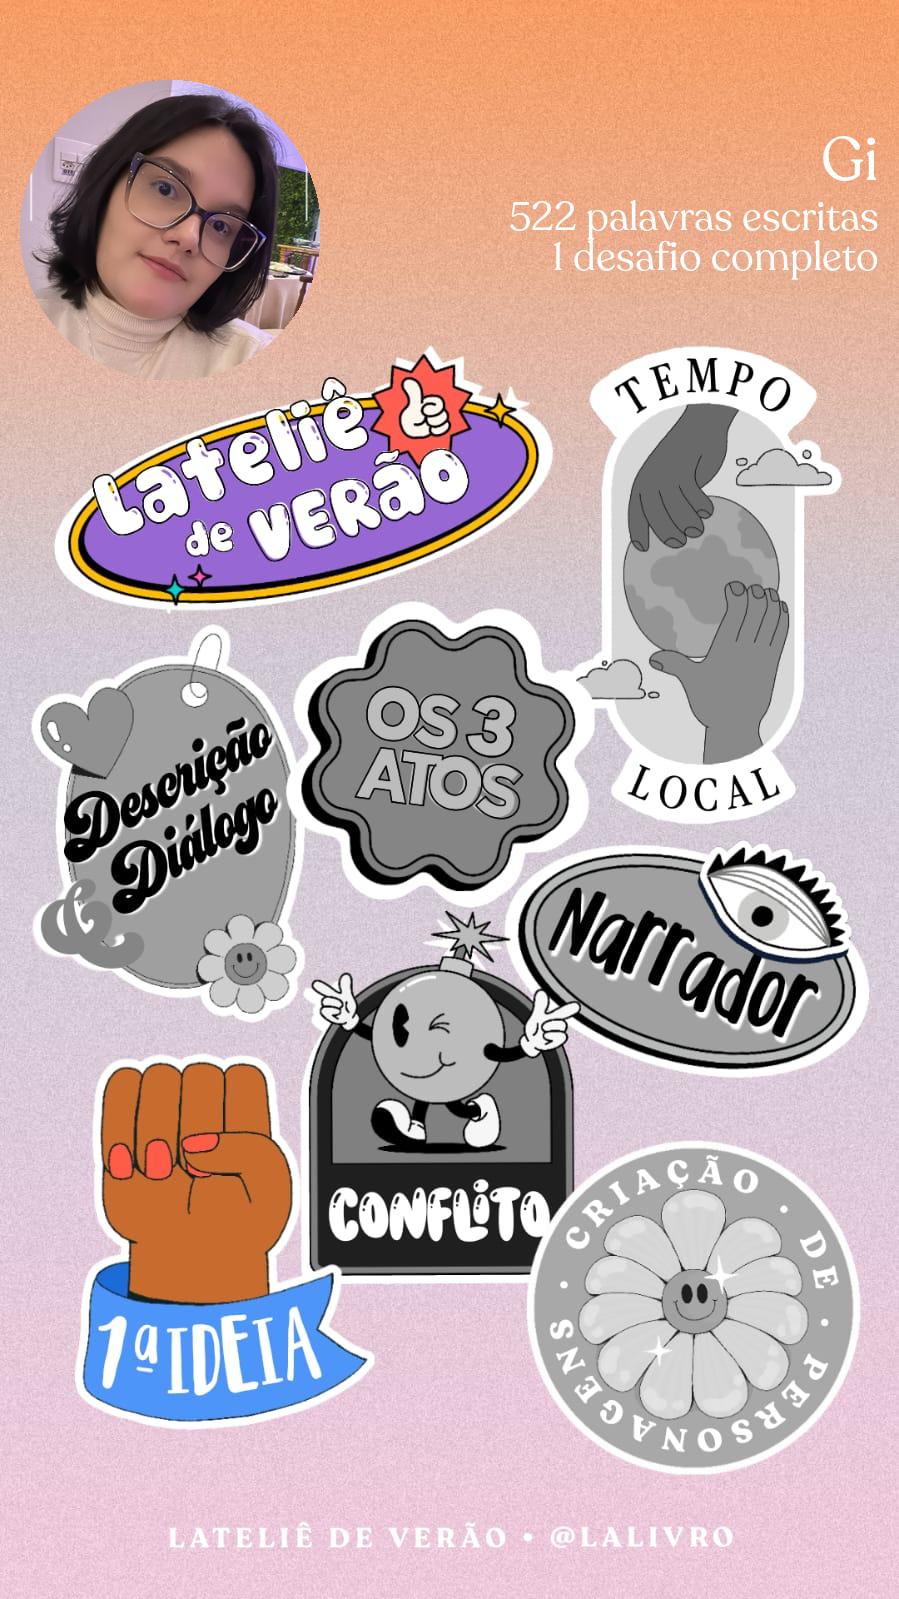 Gi
522 palavras escritas
1 desafio completo
Lateliê
de VERÃO
TEMPO
LOCAL
Descrição
& Diálogo
OS 3
ATOS
Narrador
CONFLITO
1ª IDEIA
CRIAÇÃO · DE · PERSONAGENS ·
LATELIÊ DE VERÃO • @LALIVRO